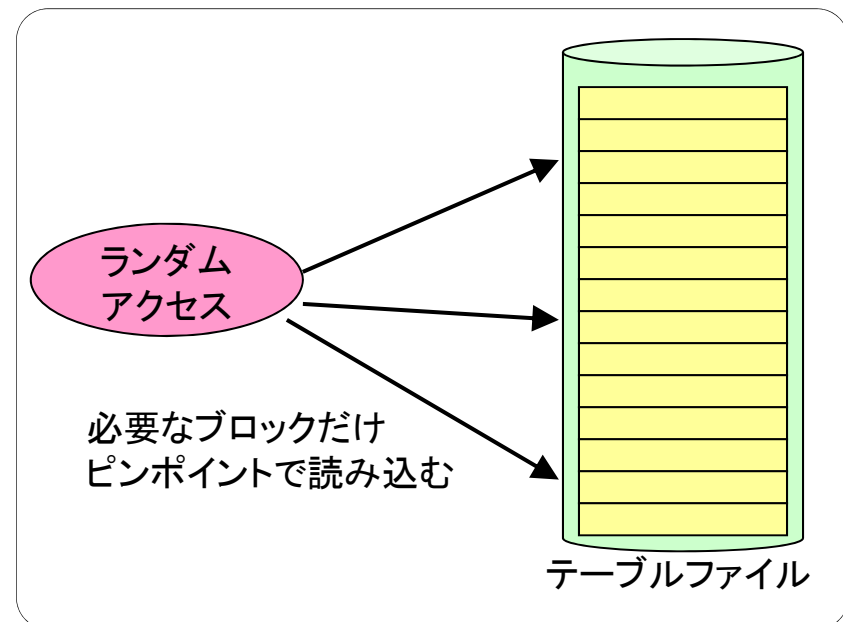 ランダム
アクセス
必要なブロックだけ
ピンポイントで読み込む
テーブルファイル